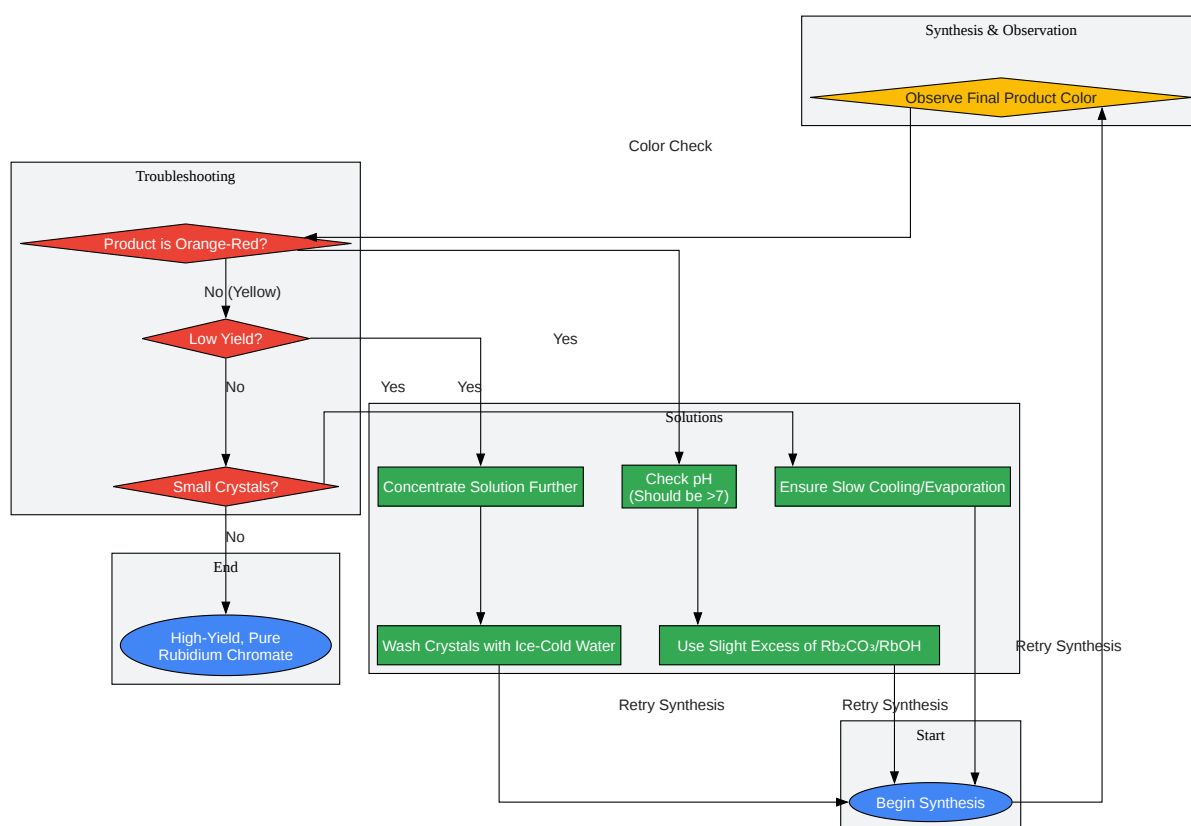 Synthesis & Observation
Observe Final Product Color
Color Check
Troubleshooting
Product is Orange-Red?
No (Yellow)
Low Yield?
Yes
No
Yes
Yes
Solutions
Small Crystals?
Concentrate Solution Further
Check pH
(Should be >7)
Ensure Slow Cooling/Evaporation
No
End
High-Yield, Pure
Rubidium Chromate
Wash Crystals with Ice-Cold Water
Use Slight Excess of Rb₂CO₃/RbOH
Retry Synthesis
Retry Synthesis
Retry Synthesis
Start
Begin Synthesis